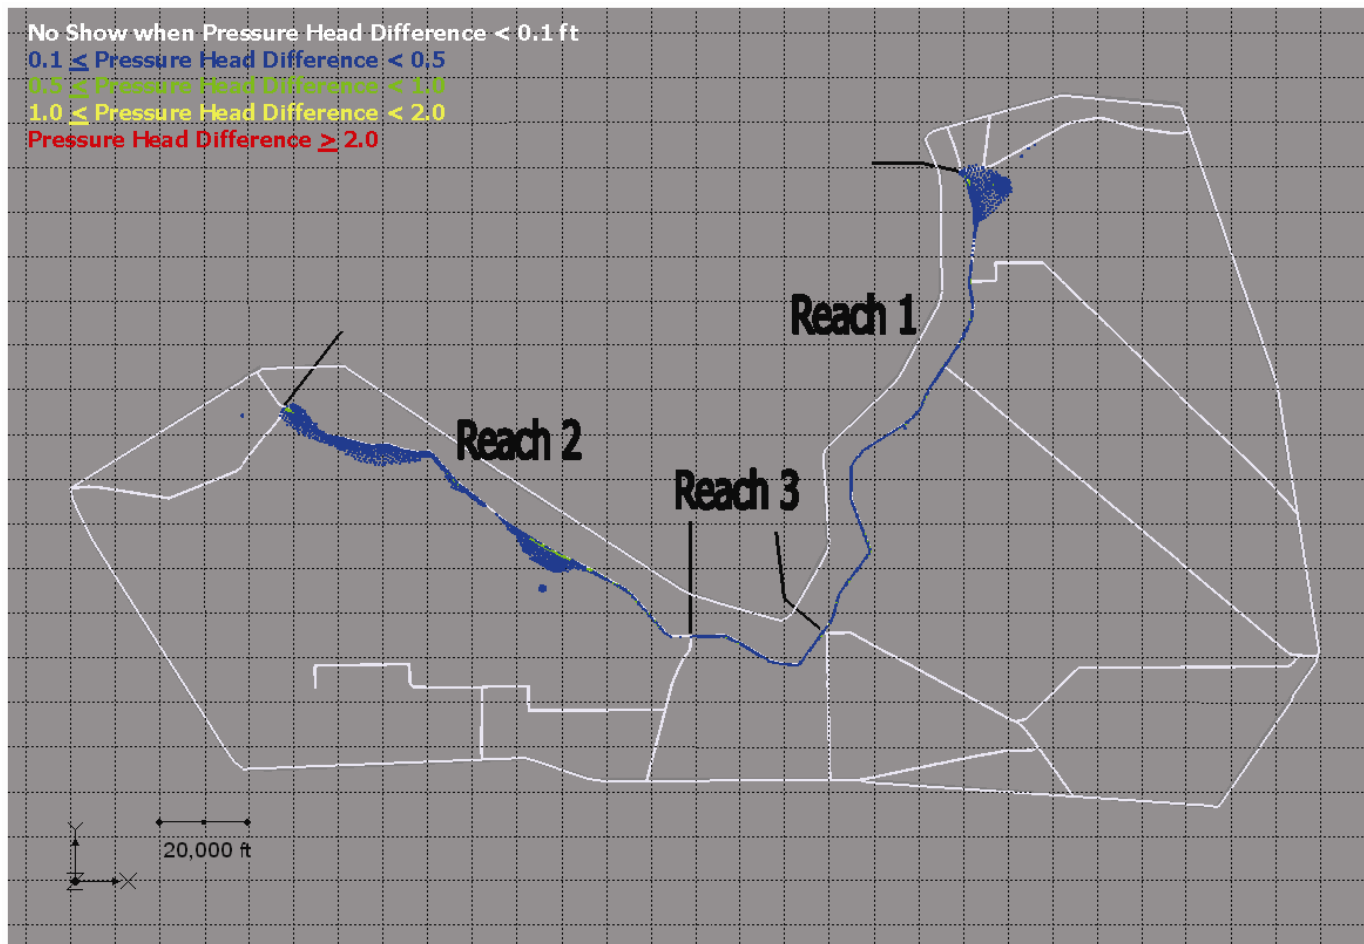 No Show when Pressure Head Difference < 0.1 ft
0.1 ≤ Pressure Head Difference < 0.5
0.5 ≤ Pressure Head Difference < 1.0
1.0 ≤ Pressure Head Difference < 2.0
Pressure Head Difference ≥ 2.0
Reach 1
Reach 2
Reach 3
20,000 ft
Y
Z
X